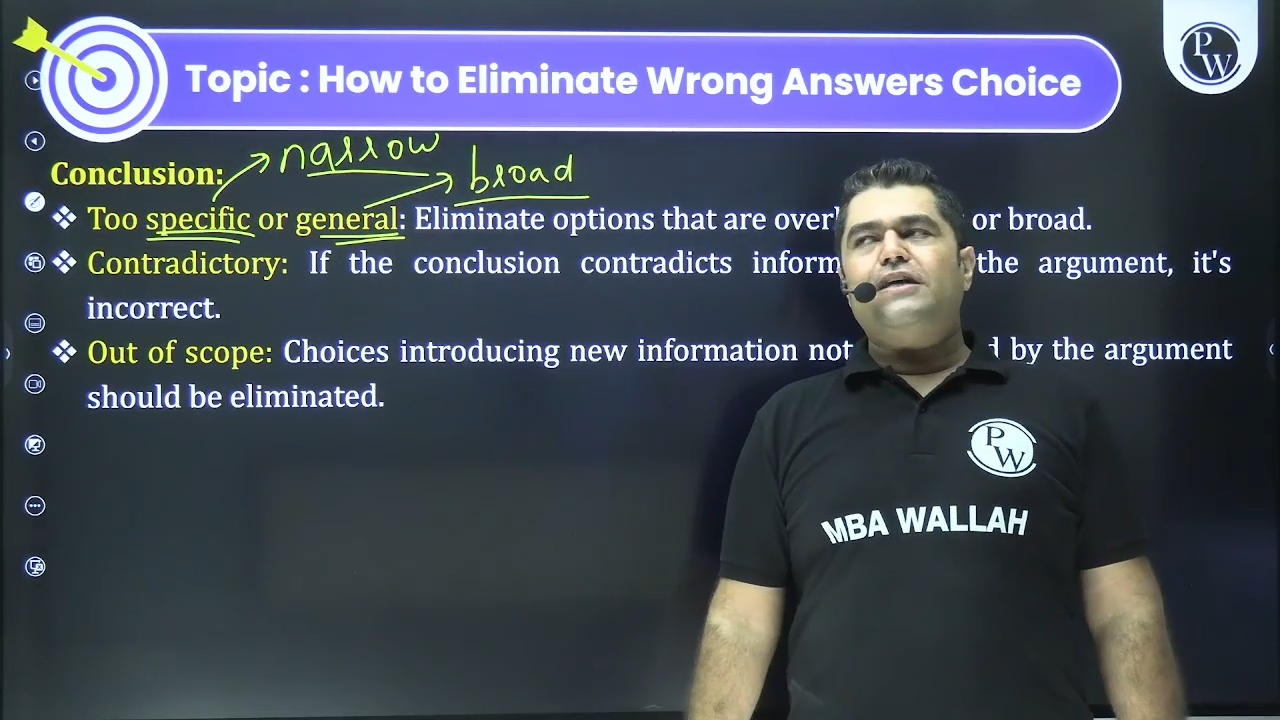 Topic : How to Eliminate Wrong Answers Choice
PW
narrow
Conclusion:
broad
❖ Too specific or general: Eliminate options that are or broad.
❖ Contradictory: If the conclusion contradicts the argument, it's
incorrect.
❖ Out of scope: Choices introducing new information not by the argument
should be eliminated.
PW
MBA WALLAH